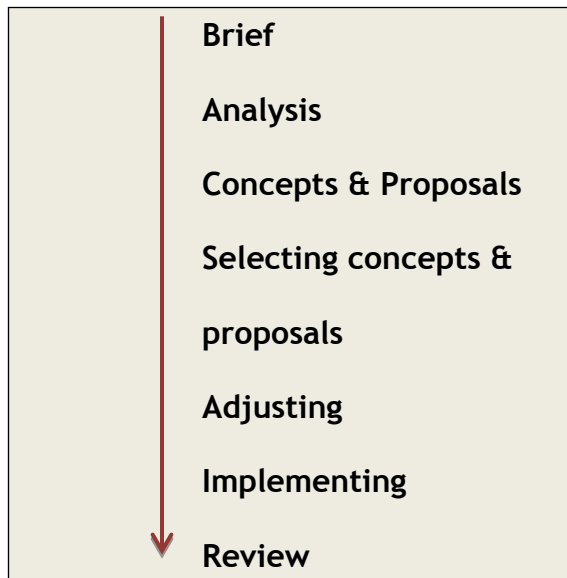 Brief
Analysis
Concepts & Proposals
Selecting concepts &
proposals
Adjusting
Implementing
Review